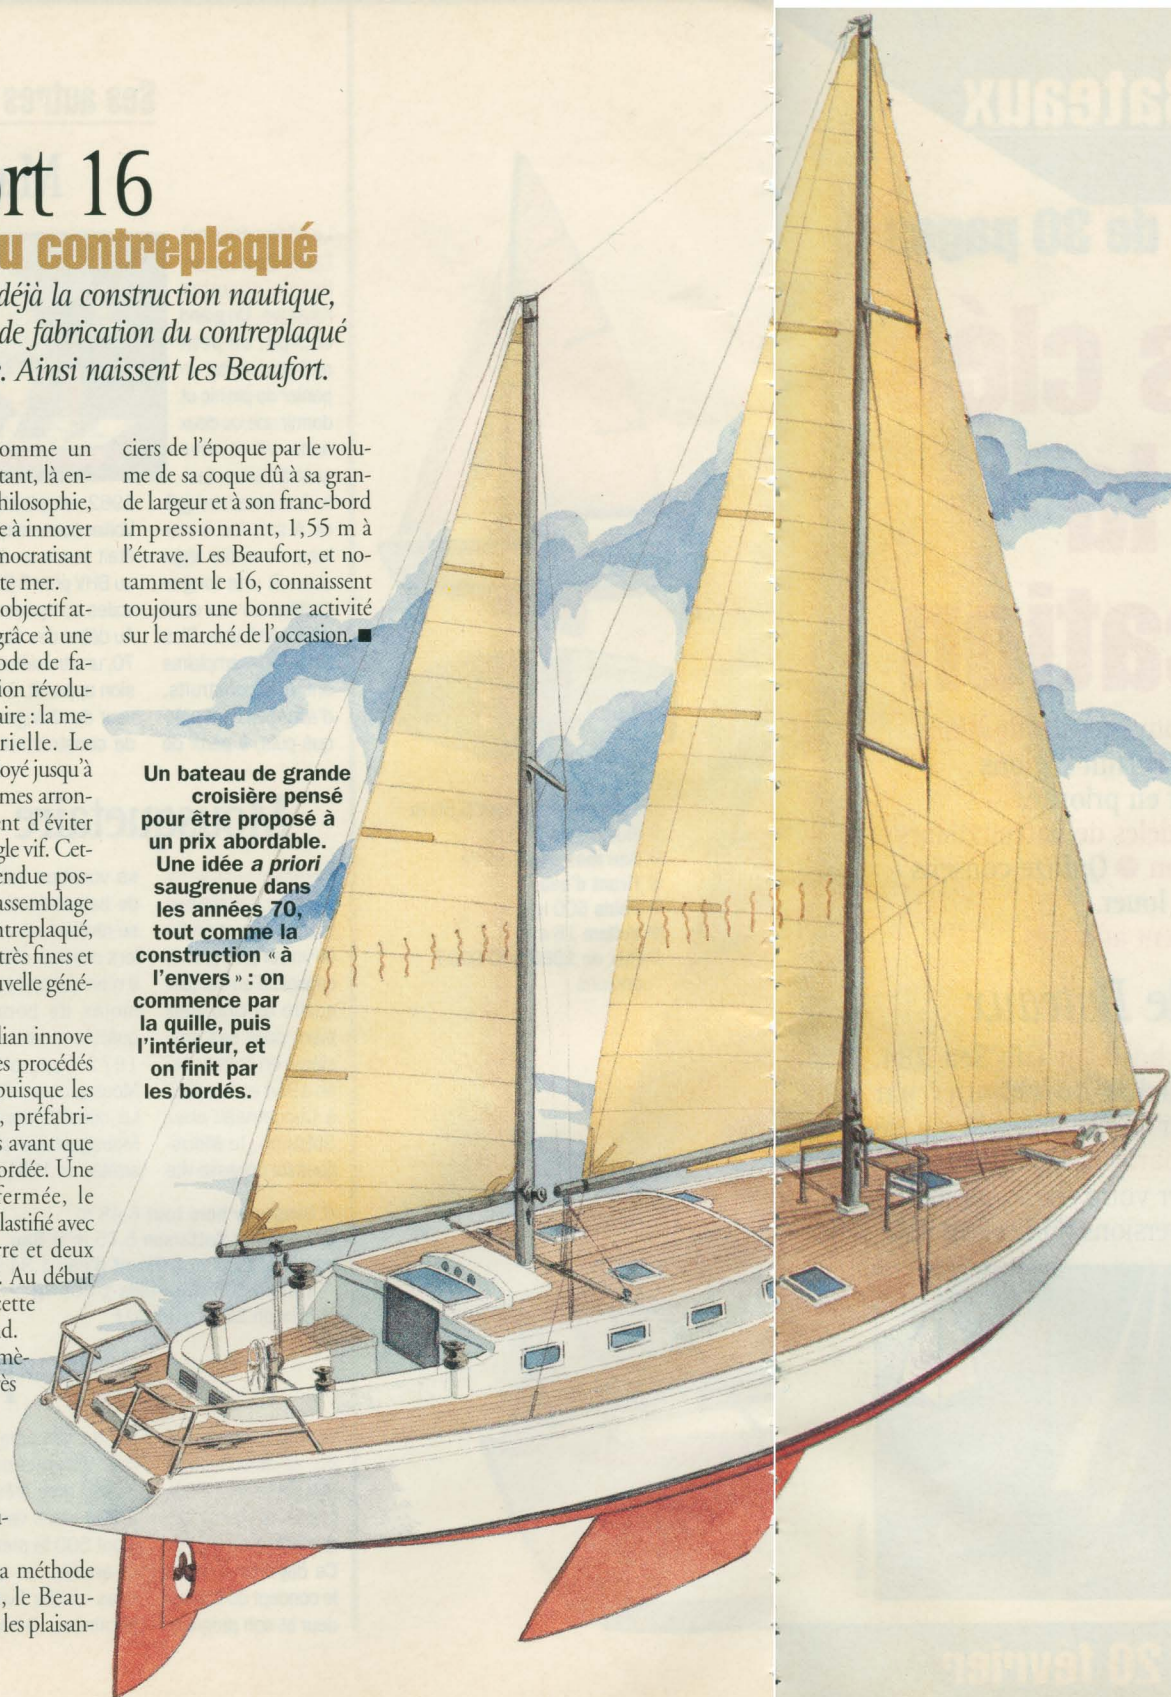 rt 16
u contreplaqué
déjà la construction nautique,
de fabrication du contreplaqué
. Ainsi naissent les Beaufort.
omme un
tant, là en-
hilosophie,
e à innover
mocratisant
te mer.
objectif at-
grâce à une
ode de fa-
ion révolu-
aire : la me-
rielle. Le
oyé jusqu'à
mes arron-
ent d'éviter
gle vif. Cet-
endue pos-
assemblage
ntreplaqué,
très fines et
uvelle géné-
lian innove
es procédés
puisque les
, préfabri-
s avant que
ordée. Une
fermée, le
lastifié avec
rre et deux
. Au début
cette
d.
mè-
ès
-
a méthode
, le Beau-
les plaisan-
ciers de l'époque par le volu-
me de sa coque dû à sa gran-
de largeur et à son franc-bord
impressionnant, 1,55 m à
l'étrave. Les Beaufort, et no-
tamment le 16, connaissent
toujours une bonne activité
sur le marché de l'occasion. ■
Un bateau de grande
croisière pensé
pour être proposé à
un prix abordable.
Une idée a priori
saugrenue dans
les années 70,
tout comme la
construction « à
l'envers » : on
commence par
la quille, puis
l'intérieur, et
on finit par
les bordés.